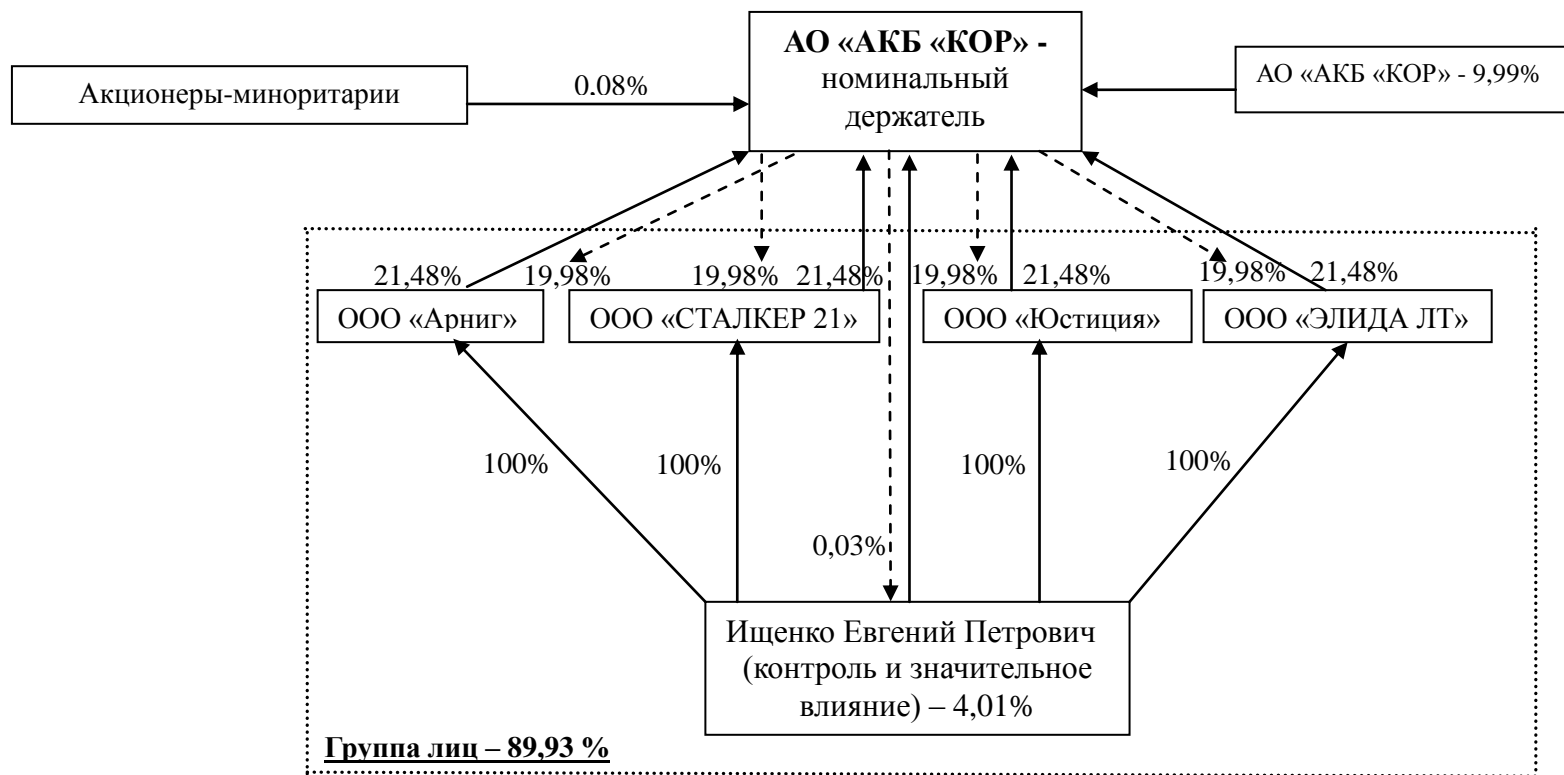 АО «АКБ «КОР» -
номинальный
держатель
Акционеры-миноритарии
0,08%
АО «АКБ «КОР» - 9,99%
21,48%
19,98%
19,98%
21,48%
19,98%
21,48%
19,98%
21,48%
ООО «Арниг»
ООО «СТАЛКЕР 21»
ООО «Юстиция»
ООО «ЭЛИДА ЛТ»
100%
100%
100%
100%
0,03%
Ищенко Евгений Петрович
(контроль и значительное
влияние) – 4,01%
Группа лиц – 89,93 %